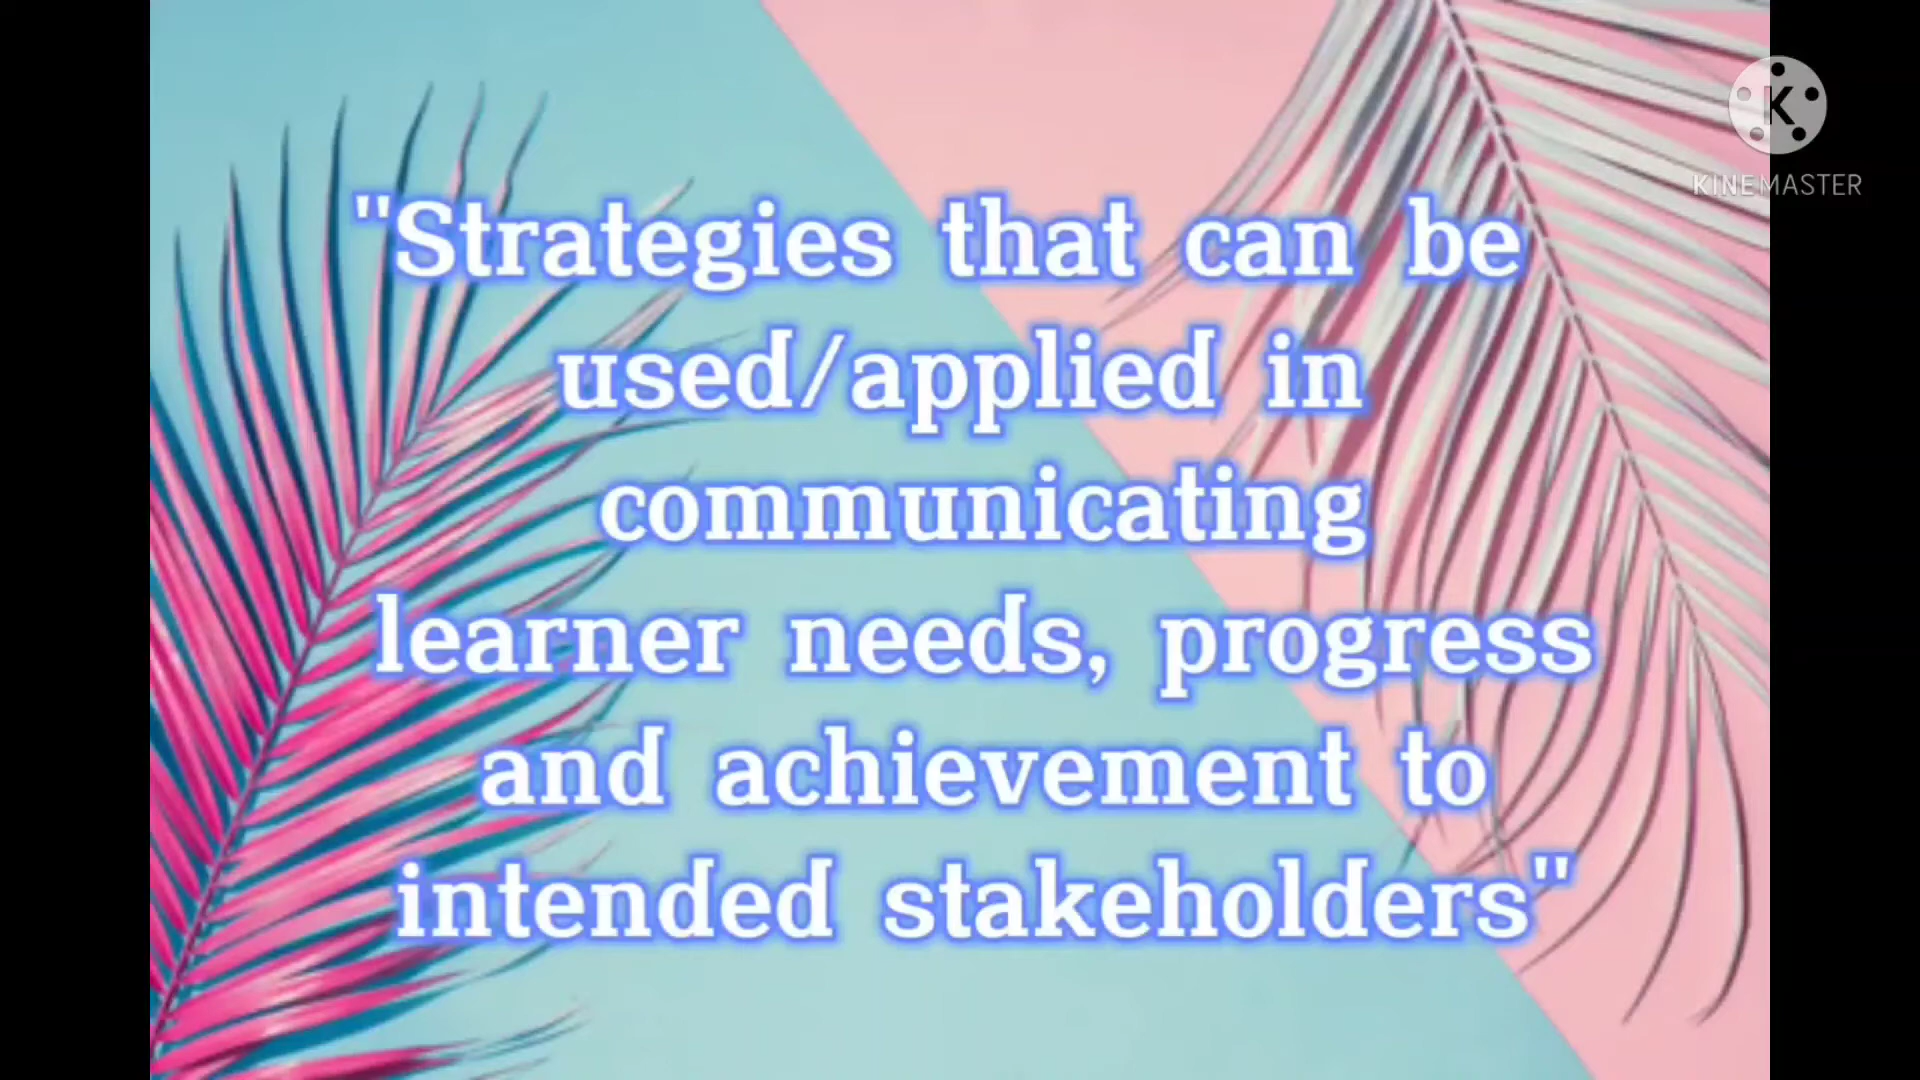 "Strategies that can be
used/applied in
communicating
learner needs, progress
and achievement to
intended stakeholders"
K
KINEMASTER